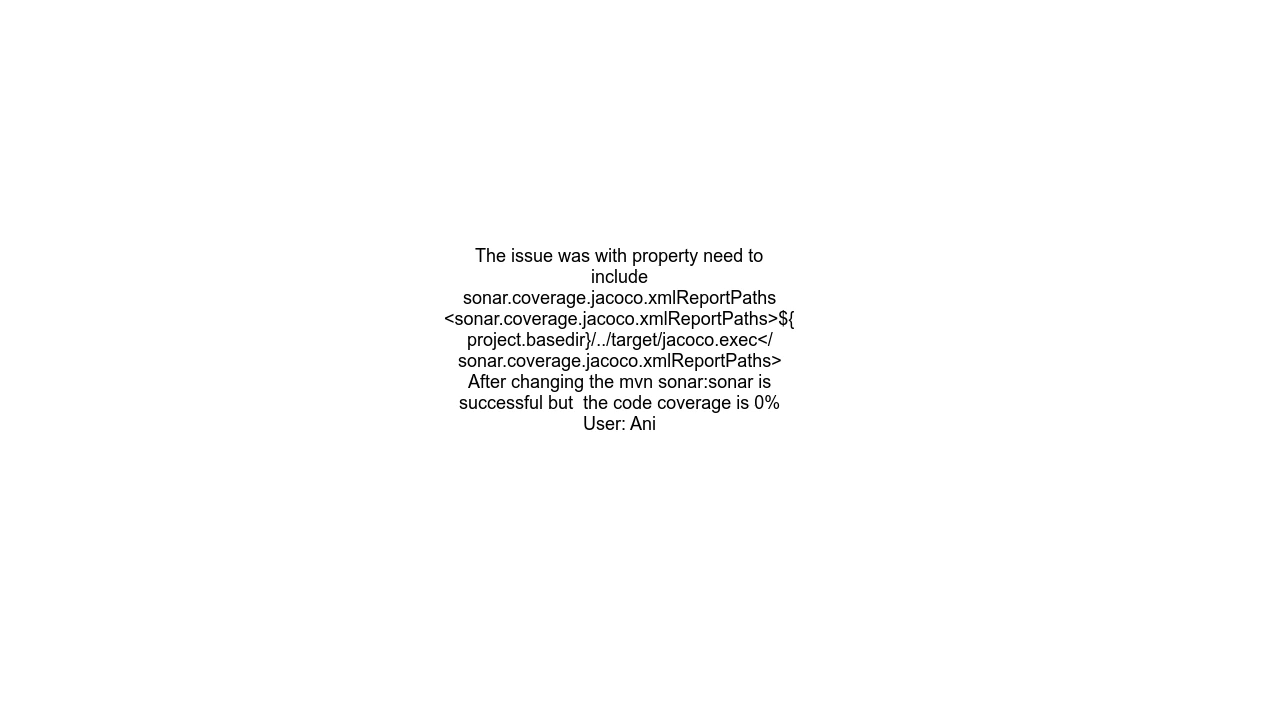 The issue was with property need to
include
sonar.coverage.jacoco.xmlReportPaths
<sonar.coverage.jacoco.xmlReportPaths>${
project.basedir}/../target/jacoco.exec</
sonar.coverage.jacoco.xmlReportPaths>
After changing the mvn sonar:sonar is
successful but  the code coverage is 0%
User: Ani